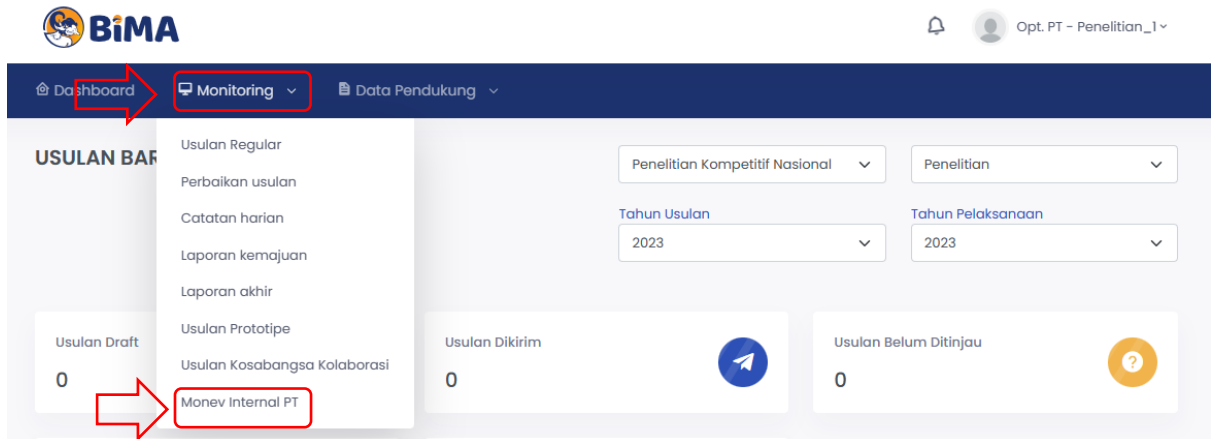 BiMA
Opt. PT - Penelitian_1
Dashboard
Monitoring
Data Pendukung
USULAN BAR
Usulan Regular
Perbaikan usulan
Catatan harian
Laporan kemajuan
Laporan akhir
Usulan Prototipe
Usulan Kosabangsa Kolaborasi
Monev Internal PT
Penelitian Kompetitif Nasional
Penelitian
Tahun Usulan
Tahun Pelaksanaan
2023
2023
Usulan Draft
0
Usulan Dikirim
0
Usulan Belum Ditinjau
0
?